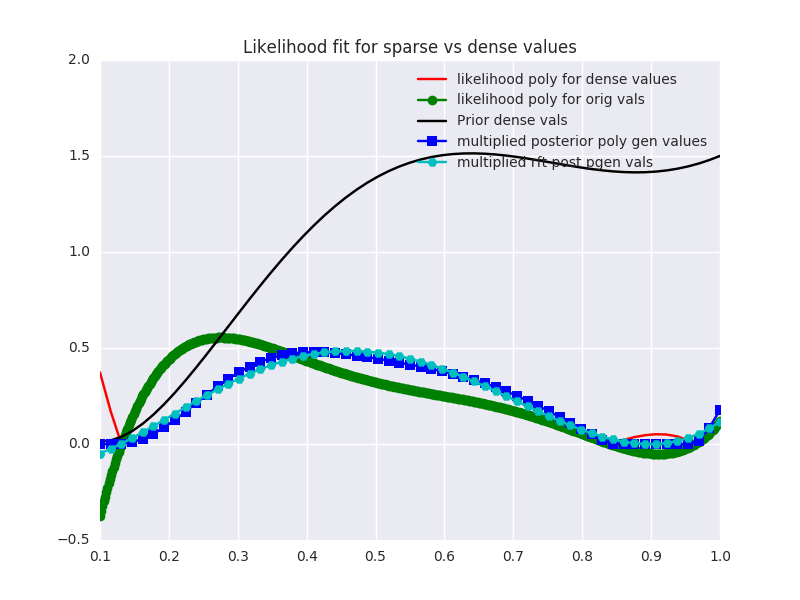 Likelihood fit for sparse vs dense values
2.0
1.5
1.0
0.5
0.0
−0.5
likelihood poly for dense values
likelihood poly for orig vals
Prior dense vals
multiplied posterior poly gen values
multiplied rft post pgen vals
0.1 0.2 0.3 0.4 0.5 0.6 0.7 0.8 0.9 1.0